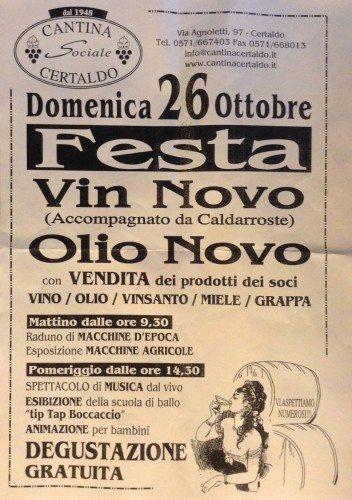 dal 1948
CANTINA
Sociale
CERTALDO
Via Agnoletti, 97 - Certaldo
Tel. 0571/667403 Fax 0571/668013
info@cantinacertaldo.it
www.cantinacertaldo.it
Domenica 26 Ottobre
Festa
Vin Novo
(Accompagnato da Caldarroste)
Olio Novo
con VENDITA dei prodotti dei soci
VINO / OLIO / VINSANTO / MIELE / GRAPPA
Mattino dalle ore 9,30
Raduno di MACCHINE D'EPOCA
Esposizione MACCHINE AGRICOLE
Pomeriggio dalle ore 14,30
SPETTACOLO di MUSICA dal vivo
ESIBIZIONE della scuola di ballo
"tip Tap Boccaccio"
ANIMAZIONE per bambini
DEGUSTAZIONE
GRATUITA
VI ASPETTIAMO
NUMEROSI!!!